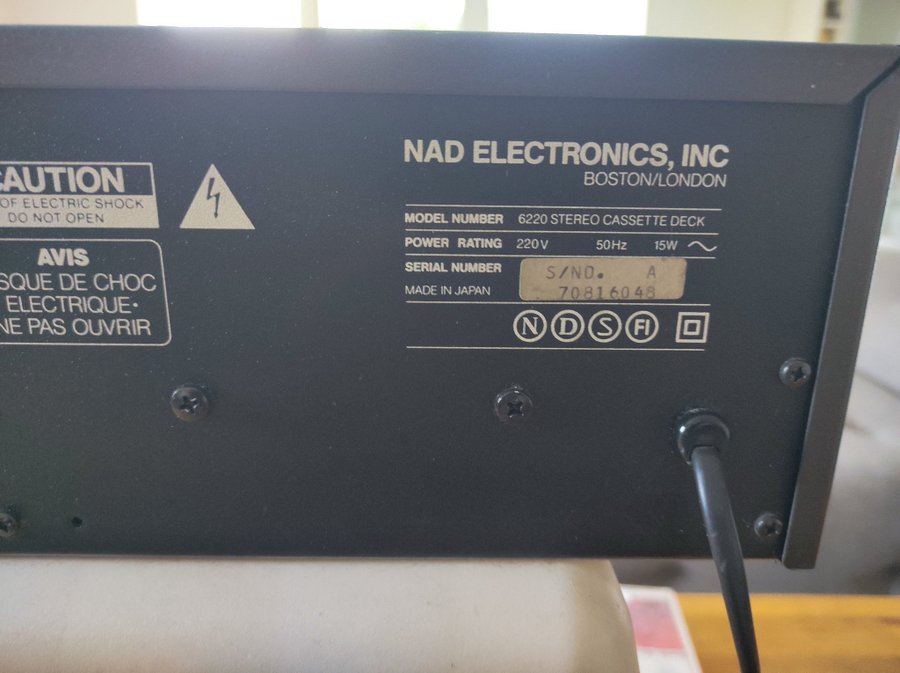 CAUTION
OF ELECTRIC SHOCK
DO NOT OPEN
AVIS
SQUE DE CHOC
ELECTRIQUE·
NE PAS OUVRIR
NAD ELECTRONICS, INC
BOSTON/LONDON
MODEL NUMBER 6220 STEREO CASSETTE DECK
POWER RATING 220V 50Hz 15W
SERIAL NUMBER S/NO. A
MADE IN JAPAN 70816048
N D S FI